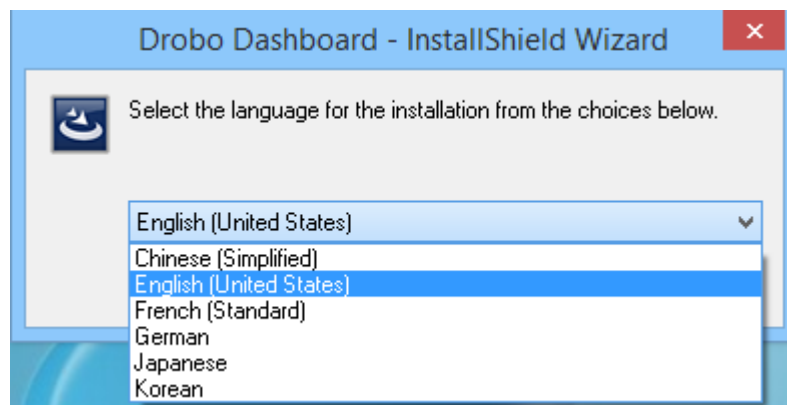 Drobo Dashboard - InstallShield Wizard
Select the language for the installation from the choices below.
English (United States)
Chinese (Simplified)
English (United States)
French (Standard)
German
Japanese
Korean